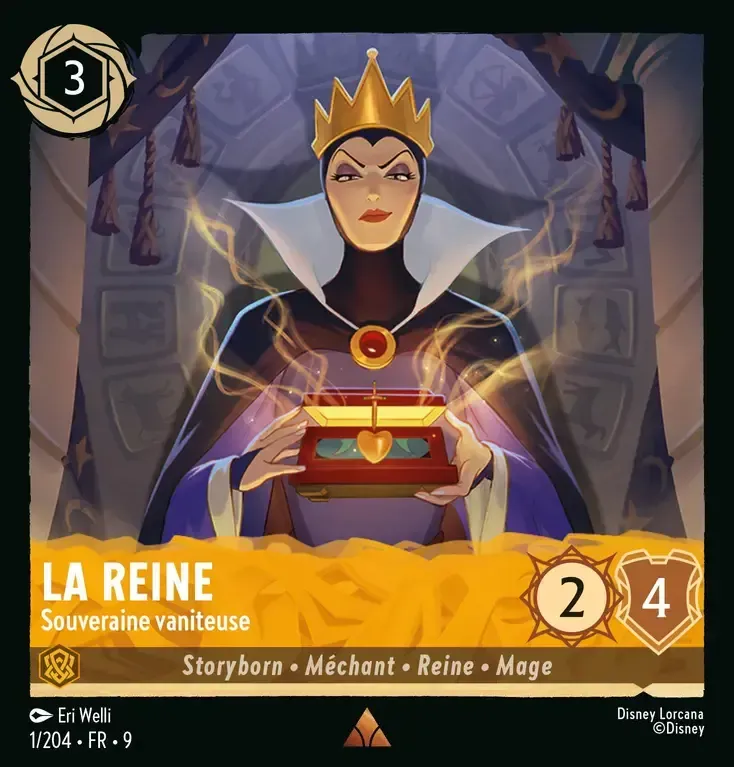 3
LA REINE
Souveraine vaniteuse
2
4
Storyborn • Méchant • Reine • Mage
Eri Welli
1/204 • FR • 9
Disney Lorcana
©Disney